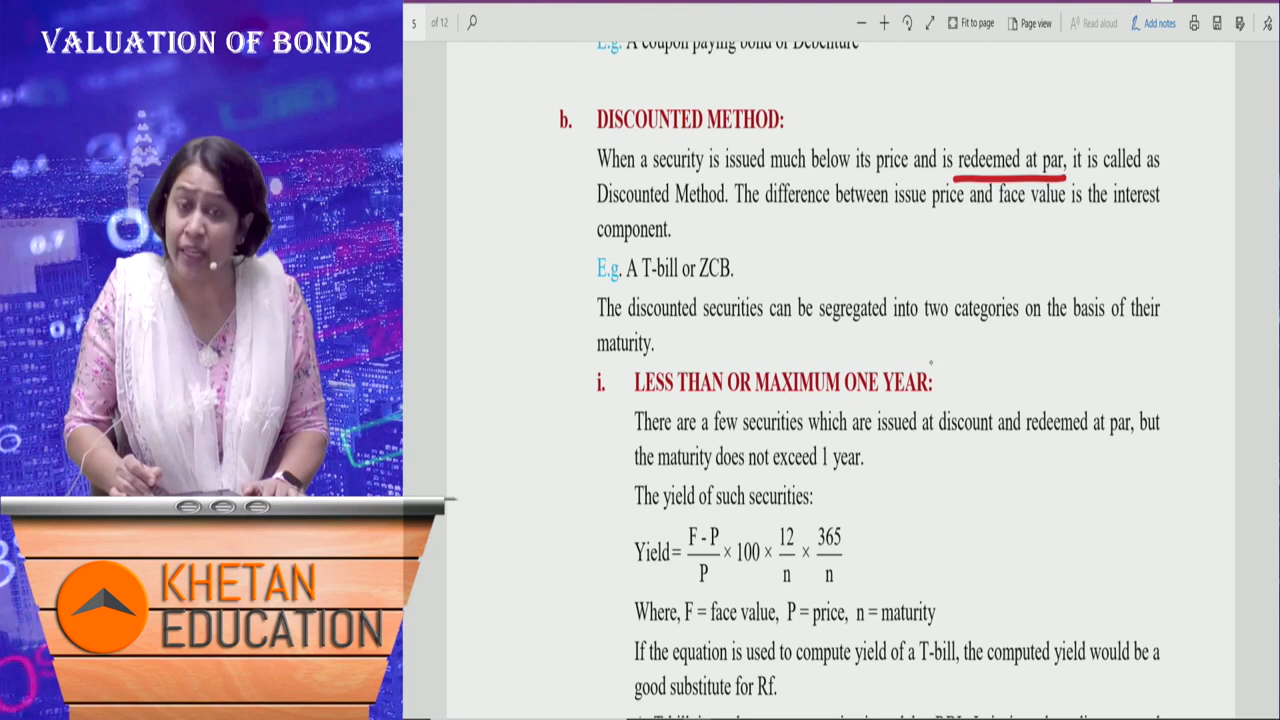 VALUATION OF BONDS
5 of 12
Fit to page
Page view
Read aloud
Add notes
E.g. A coupon paying bond or Debenture
b. DISCOUNTED METHOD:
When a security is issued much below its price and is redeemed at par, it is called as
Discounted Method. The difference between issue price and face value is the interest
component.
E.g. A T-bill or ZCB.
The discounted securities can be segregated into two categories on the basis of their
maturity.
i. LESS THAN OR MAXIMUM ONE YEAR:
There are a few securities which are issued at discount and redeemed at par, but
the maturity does not exceed 1 year.
The yield of such securities:
Yield = F - P / P × 100 × 12 / n × 365 / n
Where, F = face value, P = price, n = maturity
If the equation is used to compute yield of a T-bill, the computed yield would be a
good substitute for Rf.
KHETAN
EDUCATION